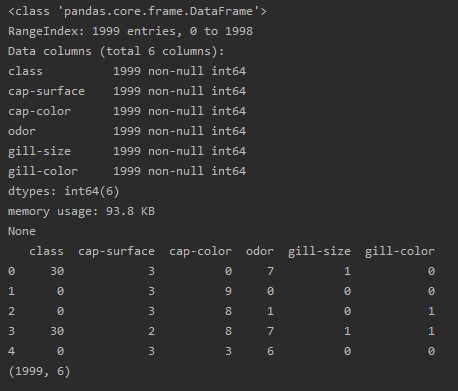 <class 'pandas.core.frame.DataFrame'>
RangeIndex: 1999 entries, 0 to 1998
Data columns (total 6 columns):
class          1999 non-null int64
cap-surface    1999 non-null int64
cap-color      1999 non-null int64
odor           1999 non-null int64
gill-size      1999 non-null int64
gill-color     1999 non-null int64
dtypes: int64(6)
memory usage: 93.8 KB
None
   class  cap-surface  cap-color  odor  gill-size  gill-color
0     30            3          0     7          1           0
1      0            3          9     0          0           0
2      0            3          8     1          0           1
3     30            2          8     7          1           1
4      0            3          3     6          0           0
(1999, 6)